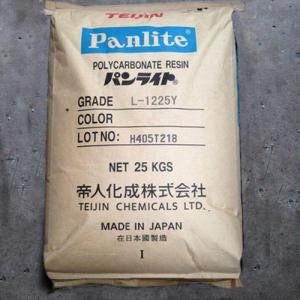 TEIJIN
Panlite®
POLYCARBONATE RESIN
パンライト®
GRADE L-1225Y
COLOR
LOT NO: H405T218
NET 25 KGS
帝人化成株式会社
TEIJIN CHEMICALS LTD.
MADE IN JAPAN
在日本國製造
I